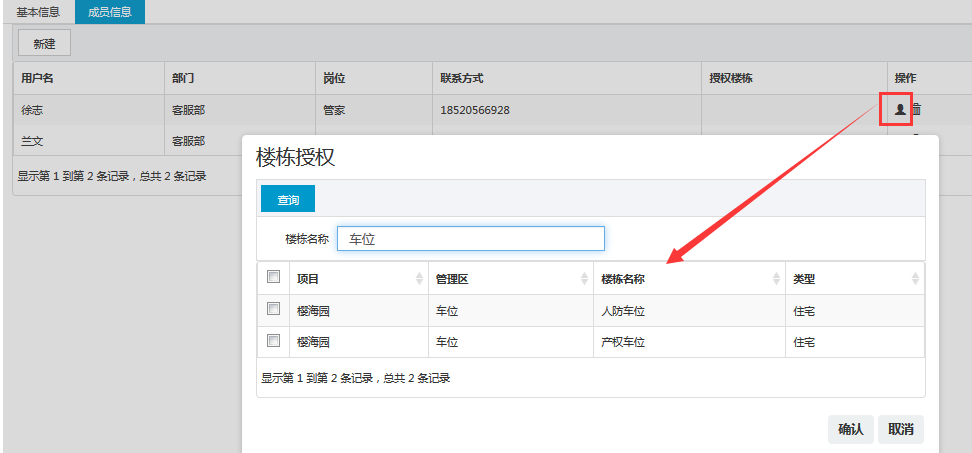 基本信息 成员信息
新建
用户名 部门 岗位 联系方式 授权楼栋 操作
徐志 客服部 管家 18520566928
兰文 客服部
显示第 1 到第 2 条记录，总共 2 条记录
楼栋授权
查询
楼栋名称 车位
项目 管理区 楼栋名称 类型
樱海园 车位 人防车位 住宅
樱海园 车位 产权车位 住宅
显示第 1 到第 2 条记录，总共 2 条记录
确认 取消